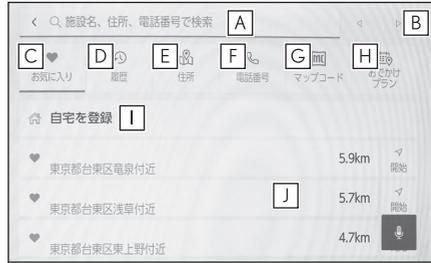 施設名、住所、電話番号で検索 A B
C D E F G H
お気に入り 履歴 住所 電話番号 マップコード おでかけプラン
自宅を登録 I
5.9km
東京都台東区竜泉付近 開始
J 5.7km
東京都台東区浅草付近 開始
4.7km
東京都台東区東上野付近